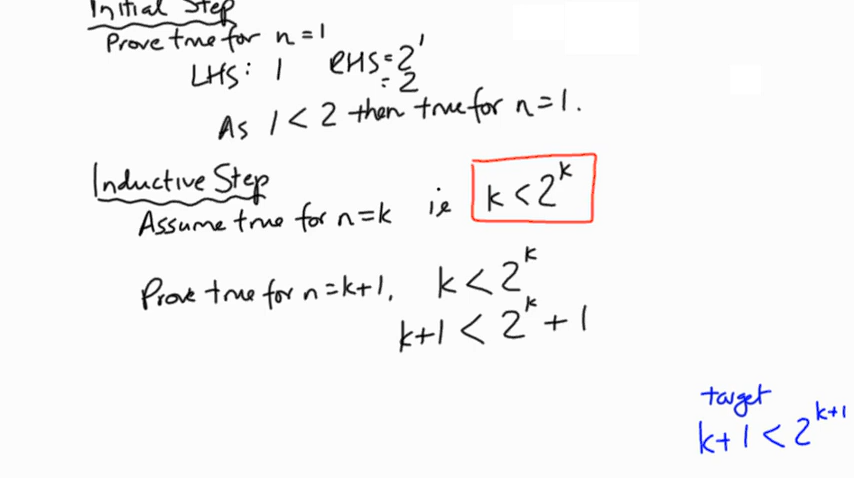 Initial Step
Prove true for n=1
LHS: 1 RHS=2¹
=2
As 1<2 then true for n=1.
Inductive Step
Assume true for n=k ie k<2ᵏ
Prove true for n=k+1, k<2ᵏ
k+1 < 2ᵏ+1
target
k+1<2ᵏ⁺¹